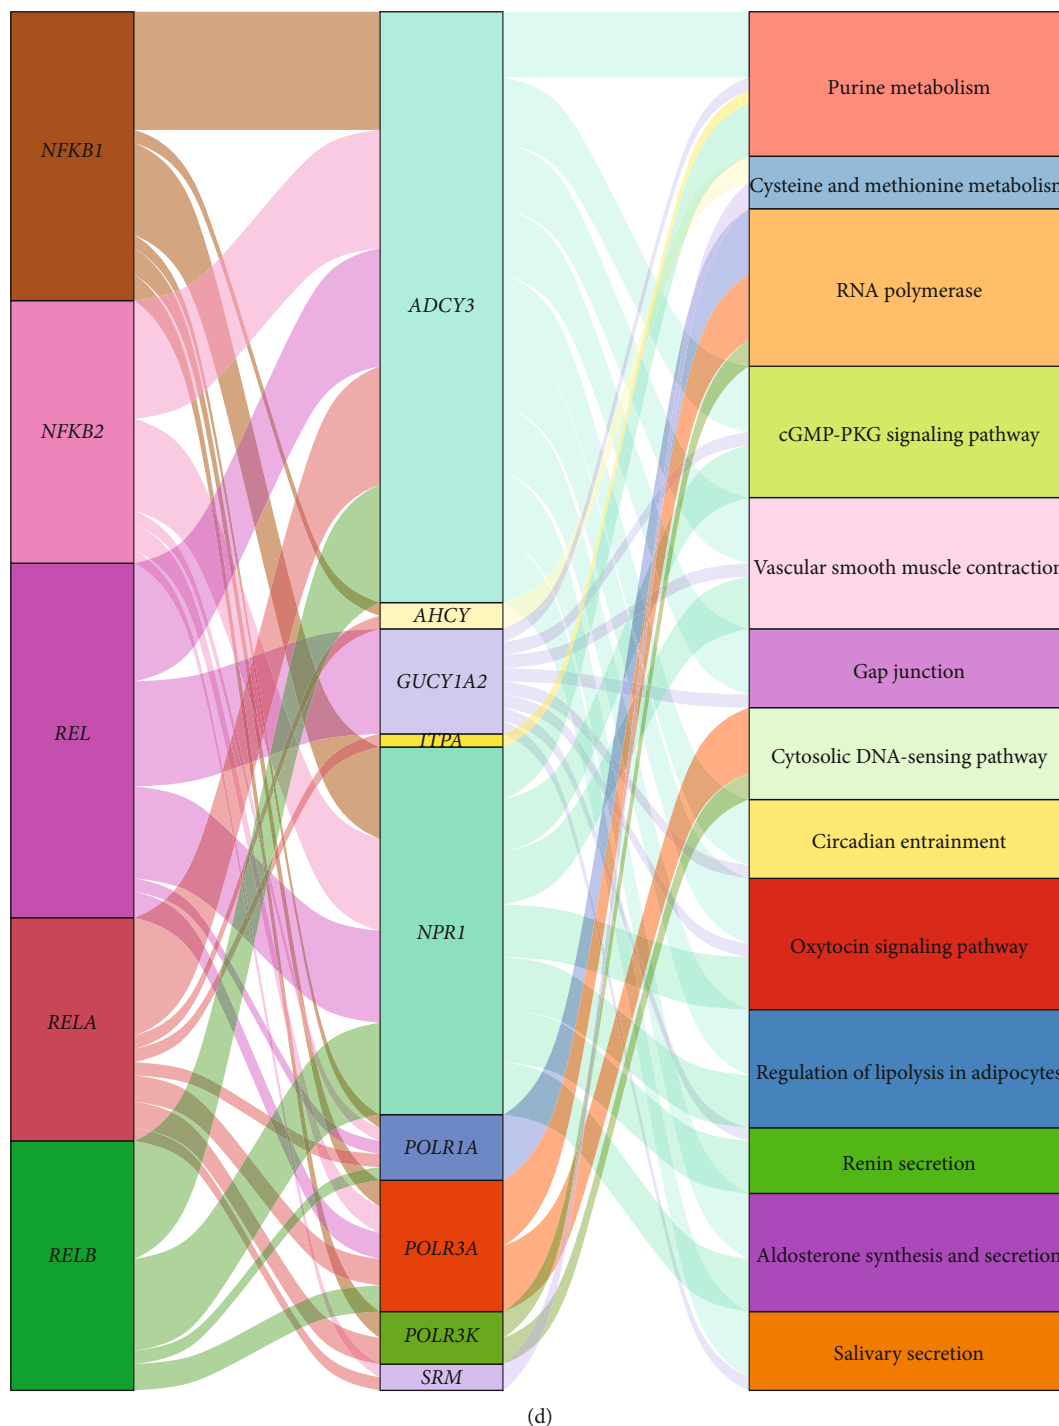 NFKB1
NFKB2
REL
RELA
RELB
ADCY3
AHCY
GUCY1A2
ITPA
NPR1
POLR1A
POLR3A
POLR3K
SRM
Purine metabolism
Cysteine and methionine metabolism
RNA polymerase
cGMP-PKG signaling pathway
Vascular smooth muscle contraction
Gap junction
Cytosolic DNA-sensing pathway
Circadian entrainment
Oxytocin signaling pathway
Regulation of lipolysis in adipocytes
Renin secretion
Aldosterone synthesis and secretion
Salivary secretion
(d)